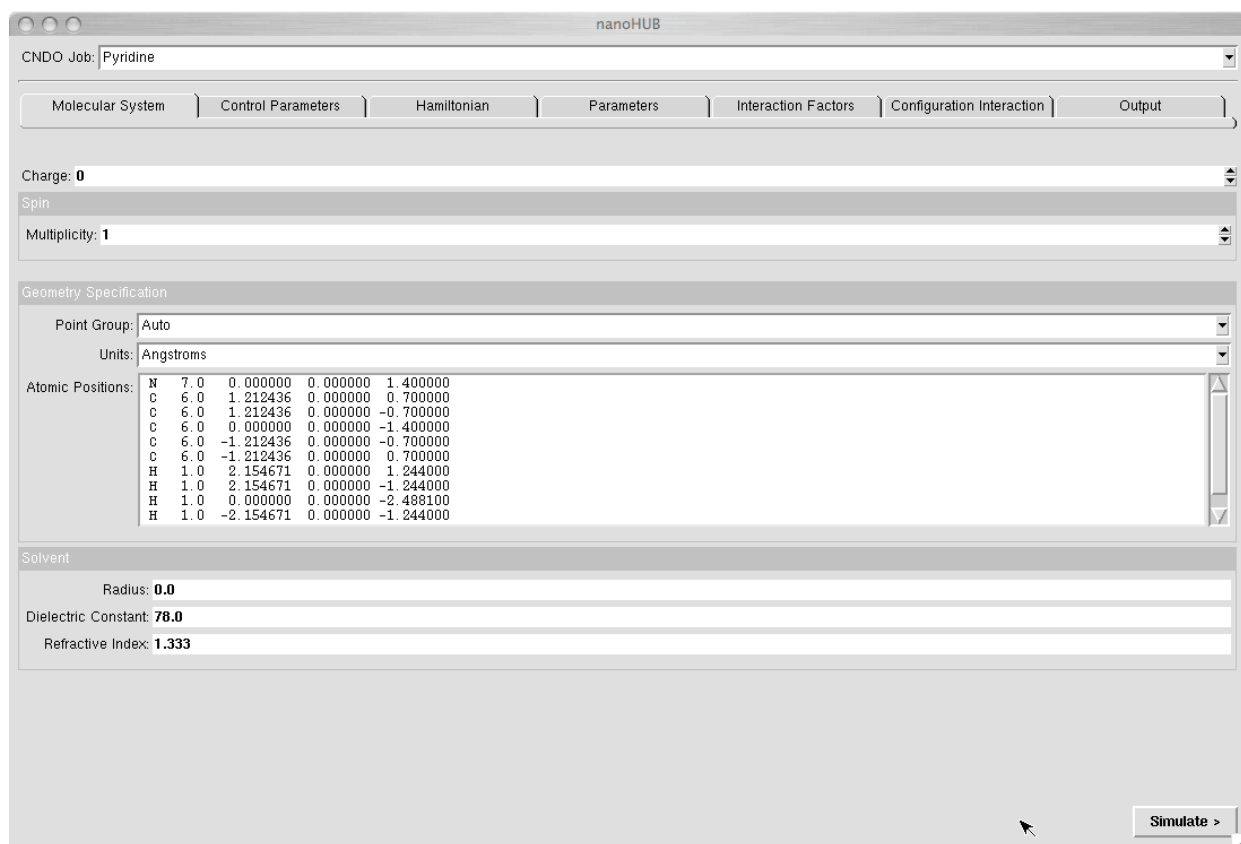 nanoHUB
CNDO Job: Pyridine
Molecular System Control Parameters Hamiltonian Parameters Interaction Factors Configuration Interaction Output
Charge: 0
Spin
Multiplicity: 1
Geometry Specification
Point Group: Auto
Units: Angstroms
Atomic Positions: N 7.0 0.000000 0.000000 1.400000
C 6.0 1.212436 0.000000 0.700000
C 6.0 1.212436 0.000000 -0.700000
C 6.0 0.000000 0.000000 -1.400000
C 6.0 -1.212436 0.000000 -0.700000
C 6.0 -1.212436 0.000000 0.700000
H 1.0 2.154671 0.000000 1.244000
H 1.0 2.154671 0.000000 -1.244000
H 1.0 0.000000 0.000000 -2.488100
H 1.0 -2.154671 0.000000 -1.244000
Solvent
Radius: 0.0
Dielectric Constant: 78.0
Refractive Index: 1.333
Simulate >